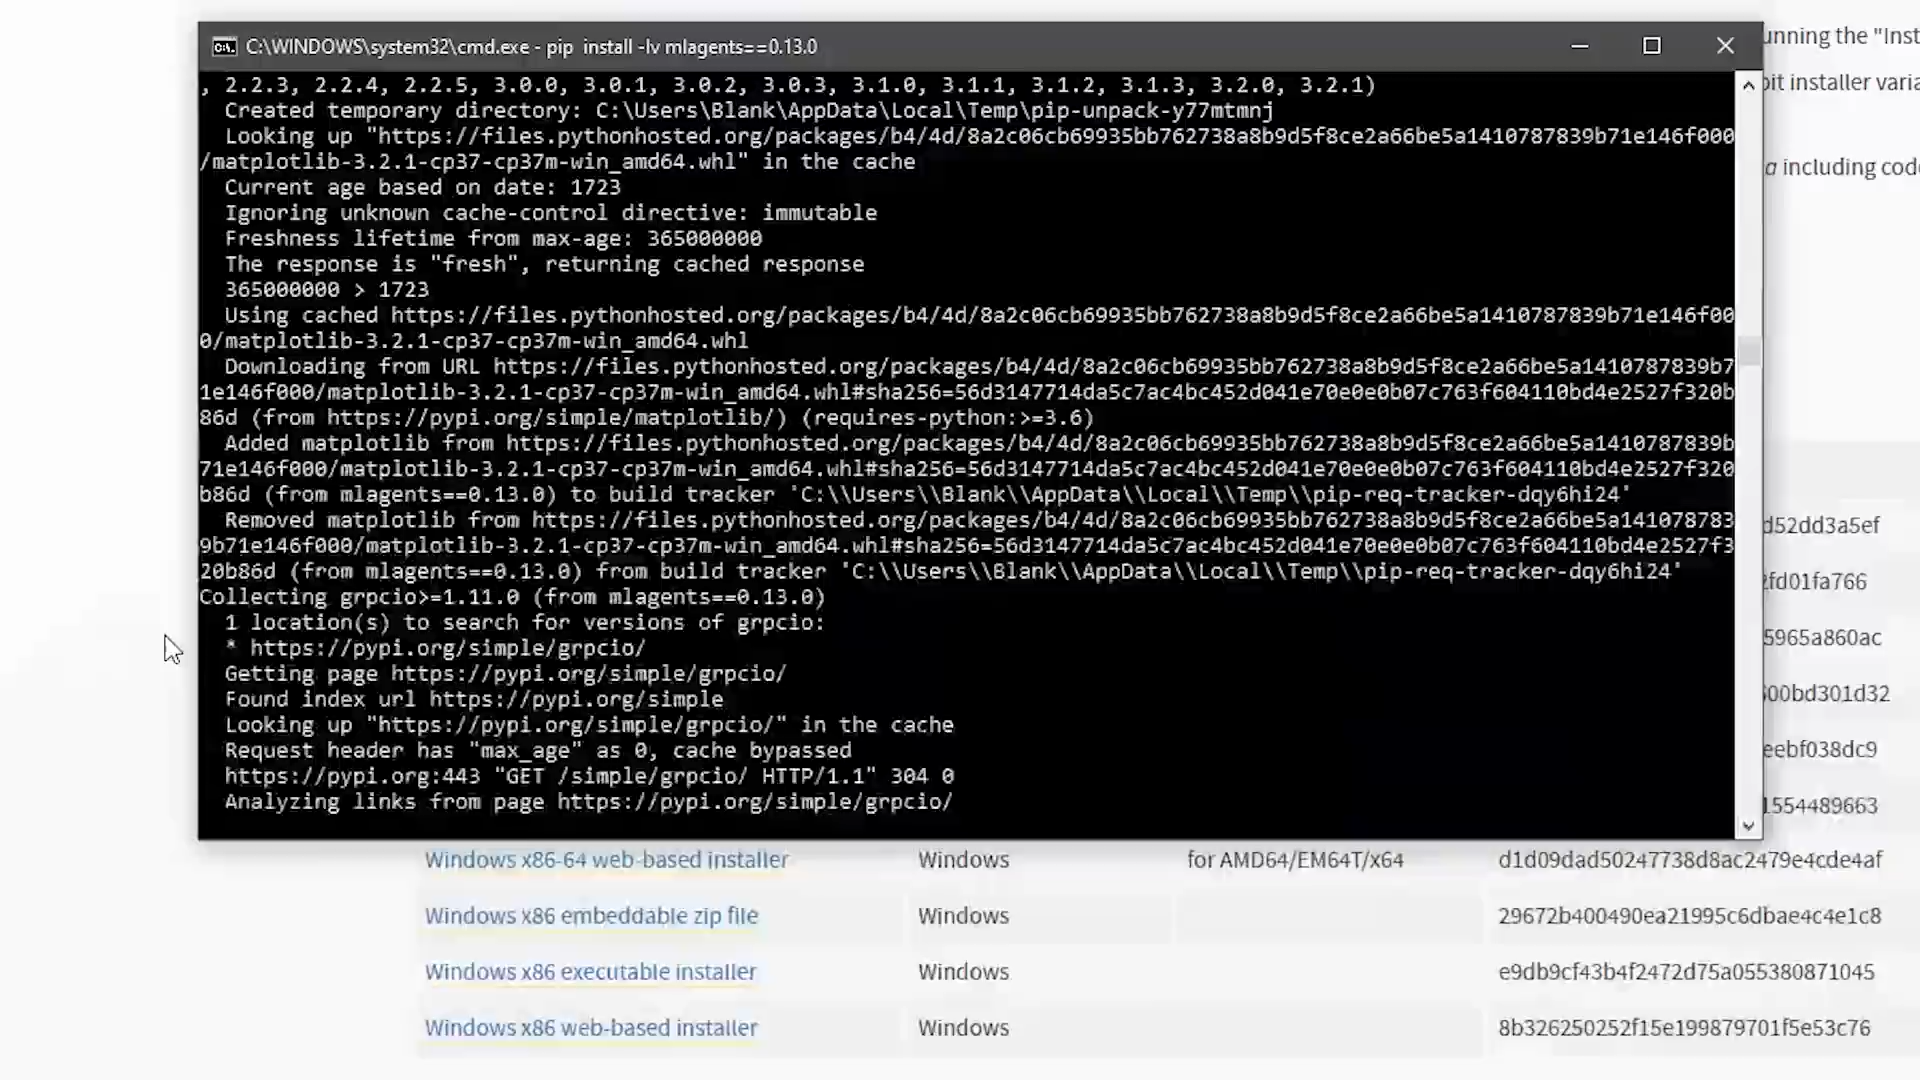 C:\WINDOWS\system32\cmd.exe - pip  install -Iv mlagents==0.13.0
, 2.2.3, 2.2.4, 2.2.5, 3.0.0, 3.0.1, 3.0.2, 3.0.3, 3.1.0, 3.1.1, 3.1.2, 3.1.3, 3.2.0, 3.2.1)
Created temporary directory: C:\Users\Blank\AppData\Local\Temp\pip-unpack-y77mtmnj
Looking up "https://files.pythonhosted.org/packages/b4/4d/8a2c06cb69935bb762738a8b9d5f8ce2a66be5a1410787839b71e146f000
/matplotlib-3.2.1-cp37-cp37m-win_amd64.whl" in the cache
Current age based on date: 1723
Ignoring unknown cache-control directive: immutable
Freshness lifetime from max-age: 365000000
The response is "fresh", returning cached response
365000000 > 1723
Using cached https://files.pythonhosted.org/packages/b4/4d/8a2c06cb69935bb762738a8b9d5f8ce2a66be5a1410787839b71e146f00
0/matplotlib-3.2.1-cp37-cp37m-win_amd64.whl
Downloading from URL https://files.pythonhosted.org/packages/b4/4d/8a2c06cb69935bb762738a8b9d5f8ce2a66be5a1410787839b7
1e146f000/matplotlib-3.2.1-cp37-cp37m-win_amd64.whl#sha256=56d3147714da5c7ac4bc452d041e70e0e0b07c763f604110bd4e2527f320b
86d (from https://pypi.org/simple/matplotlib/) (requires-python:>=3.6)
Added matplotlib from https://files.pythonhosted.org/packages/b4/4d/8a2c06cb69935bb762738a8b9d5f8ce2a66be5a1410787839b
71e146f000/matplotlib-3.2.1-cp37-cp37m-win_amd64.whl#sha256=56d3147714da5c7ac4bc452d041e70e0e0b07c763f604110bd4e2527f320
b86d (from mlagents==0.13.0) to build tracker 'C:\\Users\\Blank\\AppData\\Local\\Temp\\pip-req-tracker-dqy6hi24'
Removed matplotlib from https://files.pythonhosted.org/packages/b4/4d/8a2c06cb69935bb762738a8b9d5f8ce2a66be5a141078783
9b71e146f000/matplotlib-3.2.1-cp37-cp37m-win_amd64.whl#sha256=56d3147714da5c7ac4bc452d041e70e0e0b07c763f604110bd4e2527f3
20b86d (from mlagents==0.13.0) from build tracker 'C:\\Users\\Blank\\AppData\\Local\\Temp\\pip-req-tracker-dqy6hi24'
Collecting grpcio>=1.11.0 (from mlagents==0.13.0)
1 location(s) to search for versions of grpcio:
* https://pypi.org/simple/grpcio/
Getting page https://pypi.org/simple/grpcio/
Found index url https://pypi.org/simple
Looking up "https://pypi.org/simple/grpcio/" in the cache
Request header has "max_age" as 0, cache bypassed
https://pypi.org:443 "GET /simple/grpcio/ HTTP/1.1" 304 0
Analyzing links from page https://pypi.org/simple/grpcio/
unning the "Inst
bit installer varia
a including code
d52dd3a5ef
2fd01fa766
5965a860ac
500bd301d32
eebf038dc9
1554489663
Windows x86-64 web-based installer Windows for AMD64/EM64T/x64 d1d09dad50247738d8ac2479e4cde4af
Windows x86 embeddable zip file Windows 29672b400490ea21995c6dbae4c4e1c8
Windows x86 executable installer Windows e9db9cf43b4f2472d75a055380871045
Windows x86 web-based installer Windows 8b326250252f15e199879701f5e53c76